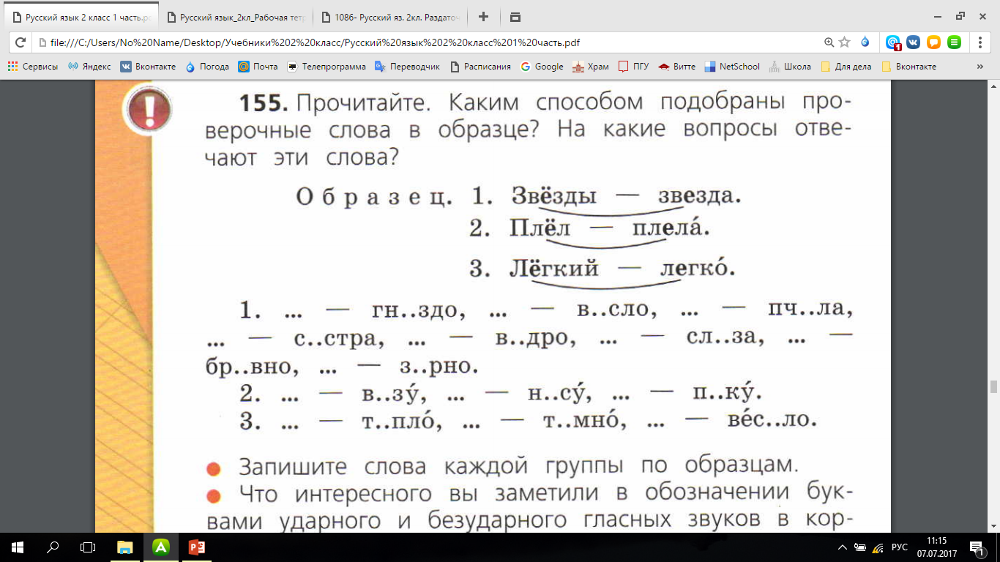 Русский язык 2 класс 1 часть.pd
Русский язык_2кл_Рабочая тетр
1086- Русский яз. 2кл. Раздаточ
file:///C:/Users/No%20Name/Desktop/Учебники%202%20класс/Русский%20язык%202%20класс%201%20часть.pdf
1
Сервисы Яндекс Вконтакте Погода Почта Телепрограмма Переводчик Расписания Google Храм ПГУ Витте NetSchool Школа Для дела Вконтакте »
155. Прочитайте. Каким способом подобраны про-
верочные слова в образце? На какие вопросы отве-
чают эти слова?
Образец. 1. Звёзды — звезда.
2. Плёл — плела́.
3. Лёгкий — легко́.
1. ... — гн..здо, ... — в..сло, ... — пч..ла,
... — с..стра, ... — в..дро, ... — сл..за, ... —
бр..вно, ... — з..рно.
2. ... — в..зу́, ... — н..су́, ... — п..ку́.
3. ... — т..пло́, ... — т..мно́, ... — ве́с..ло.
Запишите слова каждой группы по образцам.
Что интересного вы заметили в обозначении бук-
вами ударного и безударного гласных звуков в кор-
РУС
11:15
07.07.2017
1